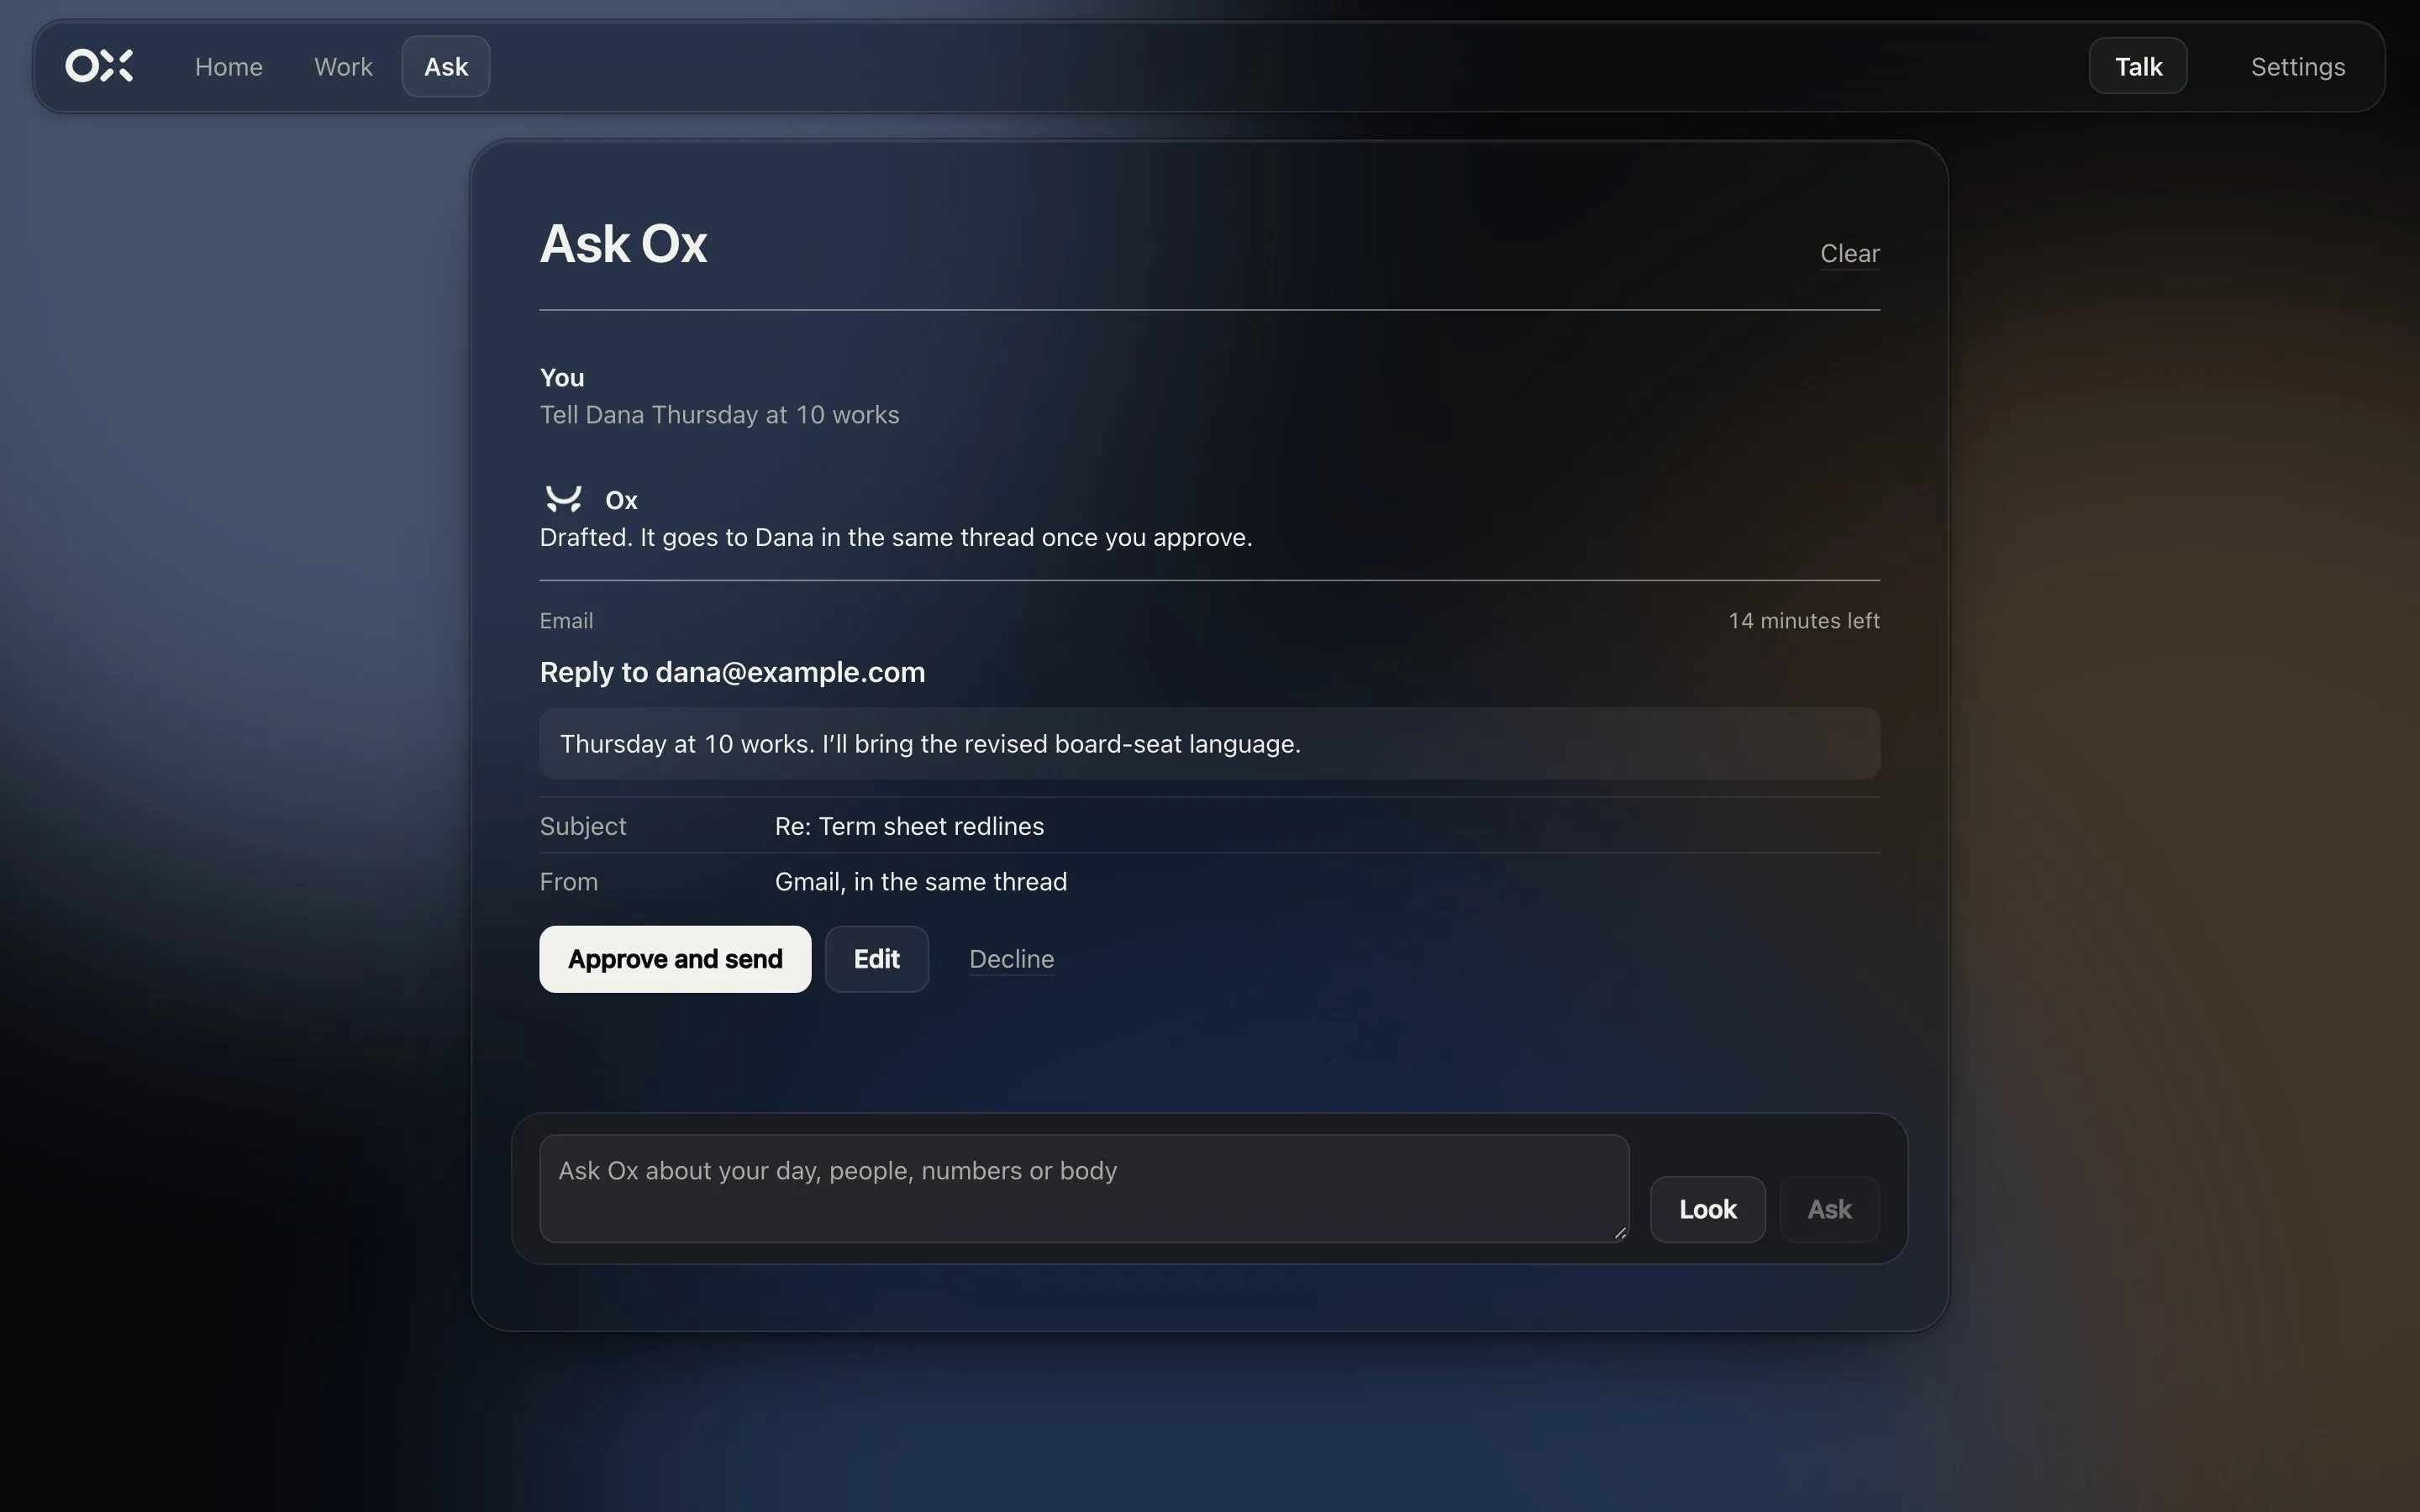 OX
Home
Work
Ask
Talk
Settings
Ask Ox
Clear
You
Tell Dana Thursday at 10 works
Ox
Drafted. It goes to Dana in the same thread once you approve.
Email
14 minutes left
Reply to dana@example.com
Thursday at 10 works. I’ll bring the revised board-seat language.
Subject
Re: Term sheet redlines
From
Gmail, in the same thread
Approve and send
Edit
Decline
Ask Ox about your day, people, numbers or body
Look
Ask